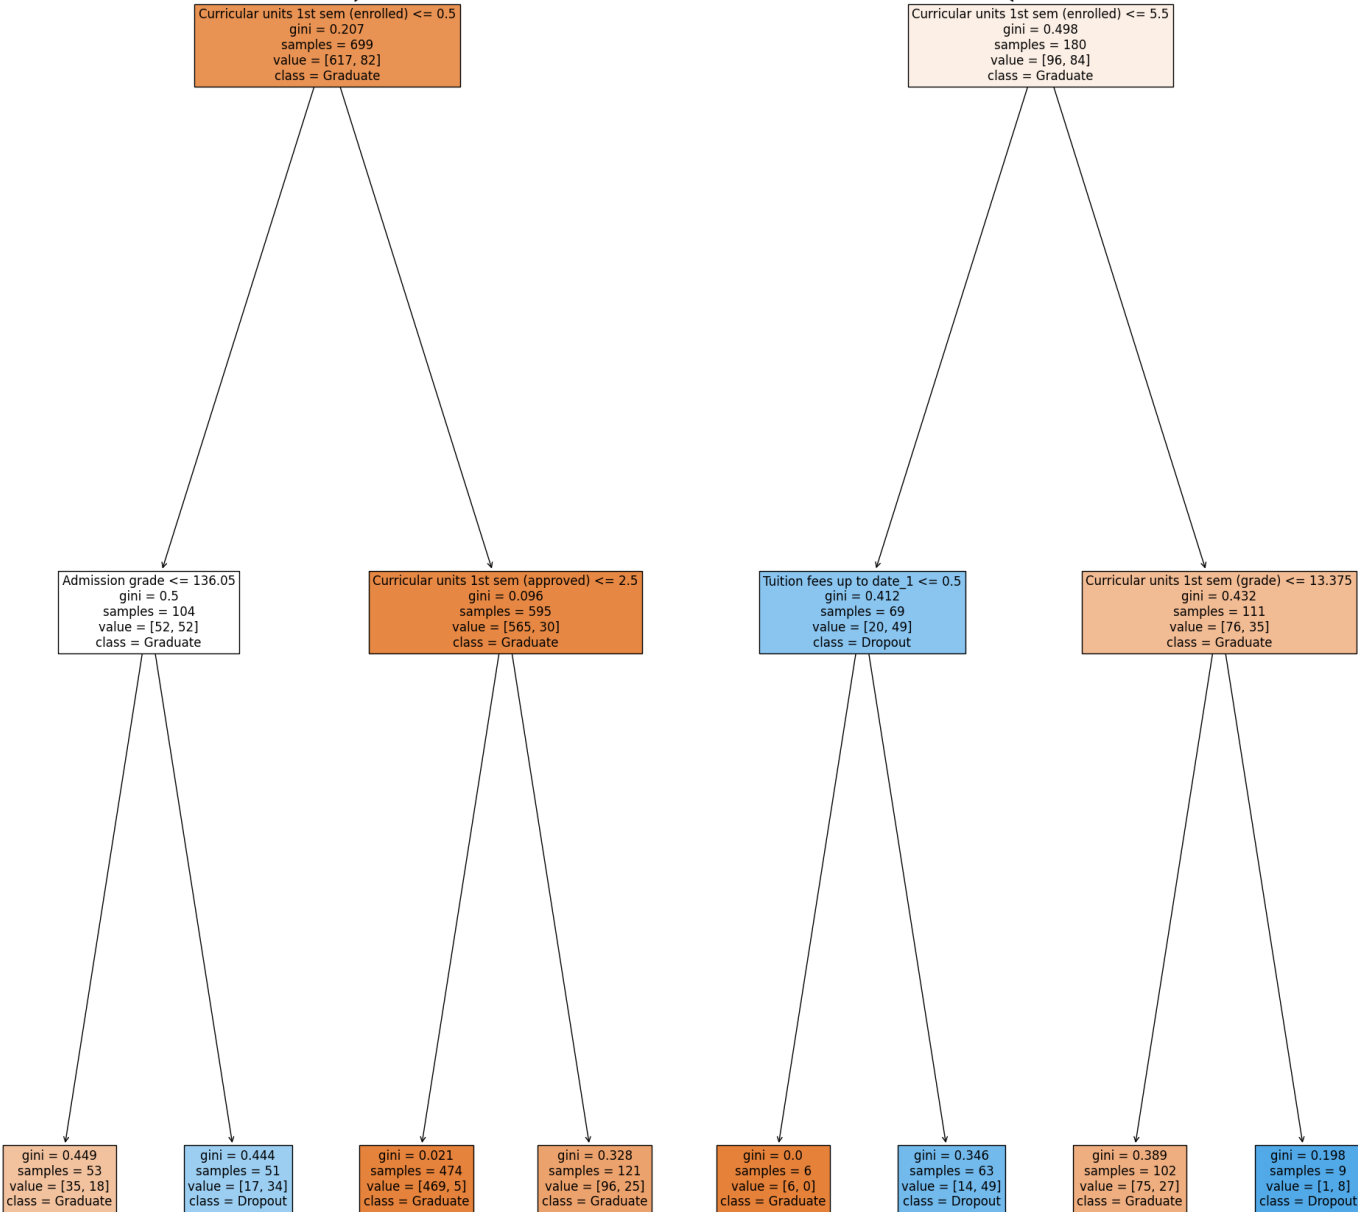 Curricular units 1st sem (enrolled) <= 0.5
gini = 0.207
samples = 699
value = [617, 82]
class = Graduate
Curricular units 1st sem (enrolled) <= 5.5
gini = 0.498
samples = 180
value = [96, 84]
class = Graduate
Admission grade <= 136.05
gini = 0.5
samples = 104
value = [52, 52]
class = Graduate
Curricular units 1st sem (approved) <= 2.5
gini = 0.096
samples = 595
value = [565, 30]
class = Graduate
Tuition fees up to date_1 <= 0.5
gini = 0.412
samples = 69
value = [20, 49]
class = Dropout
Curricular units 1st sem (grade) <= 13.375
gini = 0.432
samples = 111
value = [76, 35]
class = Graduate
gini = 0.449
samples = 53
value = [35, 18]
class = Graduate
gini = 0.444
samples = 51
value = [17, 34]
class = Dropout
gini = 0.021
samples = 474
value = [469, 5]
class = Graduate
gini = 0.328
samples = 121
value = [96, 25]
class = Graduate
gini = 0.0
samples = 6
value = [6, 0]
class = Graduate
gini = 0.346
samples = 63
value = [14, 49]
class = Dropout
gini = 0.389
samples = 102
value = [75, 27]
class = Graduate
gini = 0.198
samples = 9
value = [1, 8]
class = Dropout